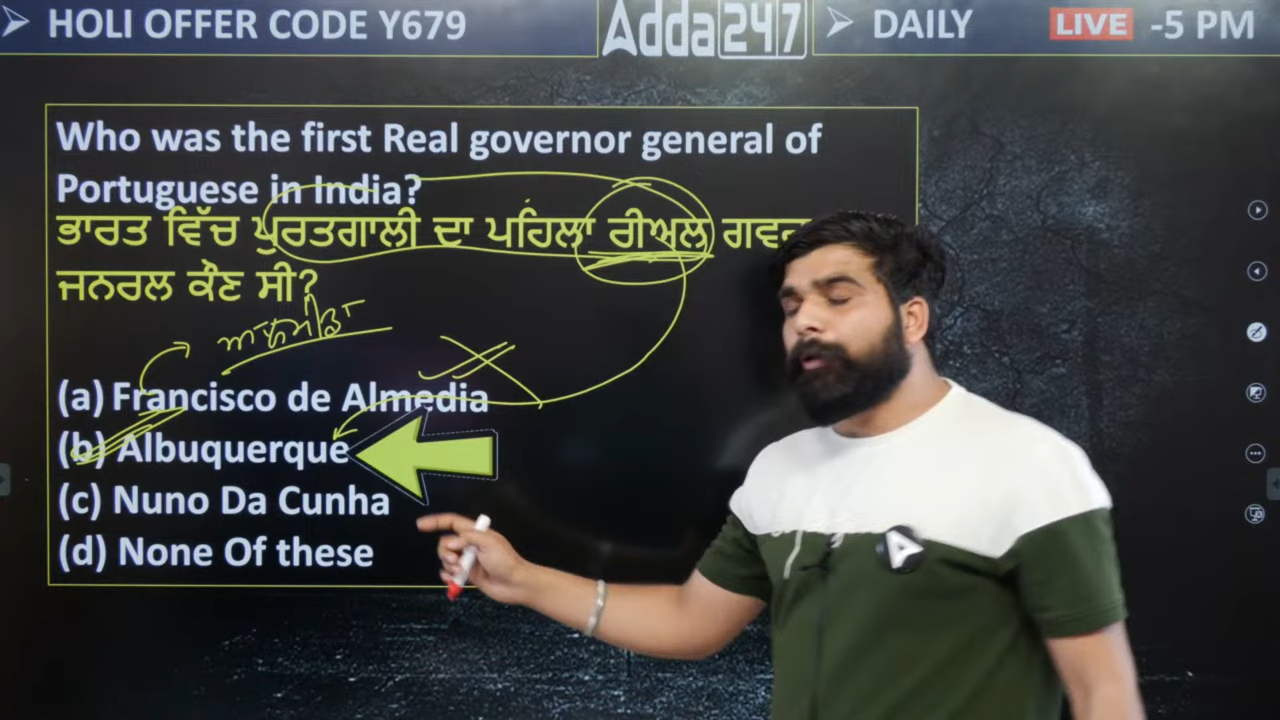 HOLI OFFER CODE Y679
Adda247
DAILY LIVE -5 PM
Who was the first Real governor general of
Portuguese in India?
ਭਾਰਤ ਵਿੱਚ ਪੁਰਤਗਾਲੀ ਦਾ ਪਹਿਲਾ ਰੀਅਲ
ਜਨਰਲ ਕੌਣ ਸੀ?
(a) Francisco de Almedia
(b) Albuquerque
(c) Nuno Da Cunha
(d) None Of these